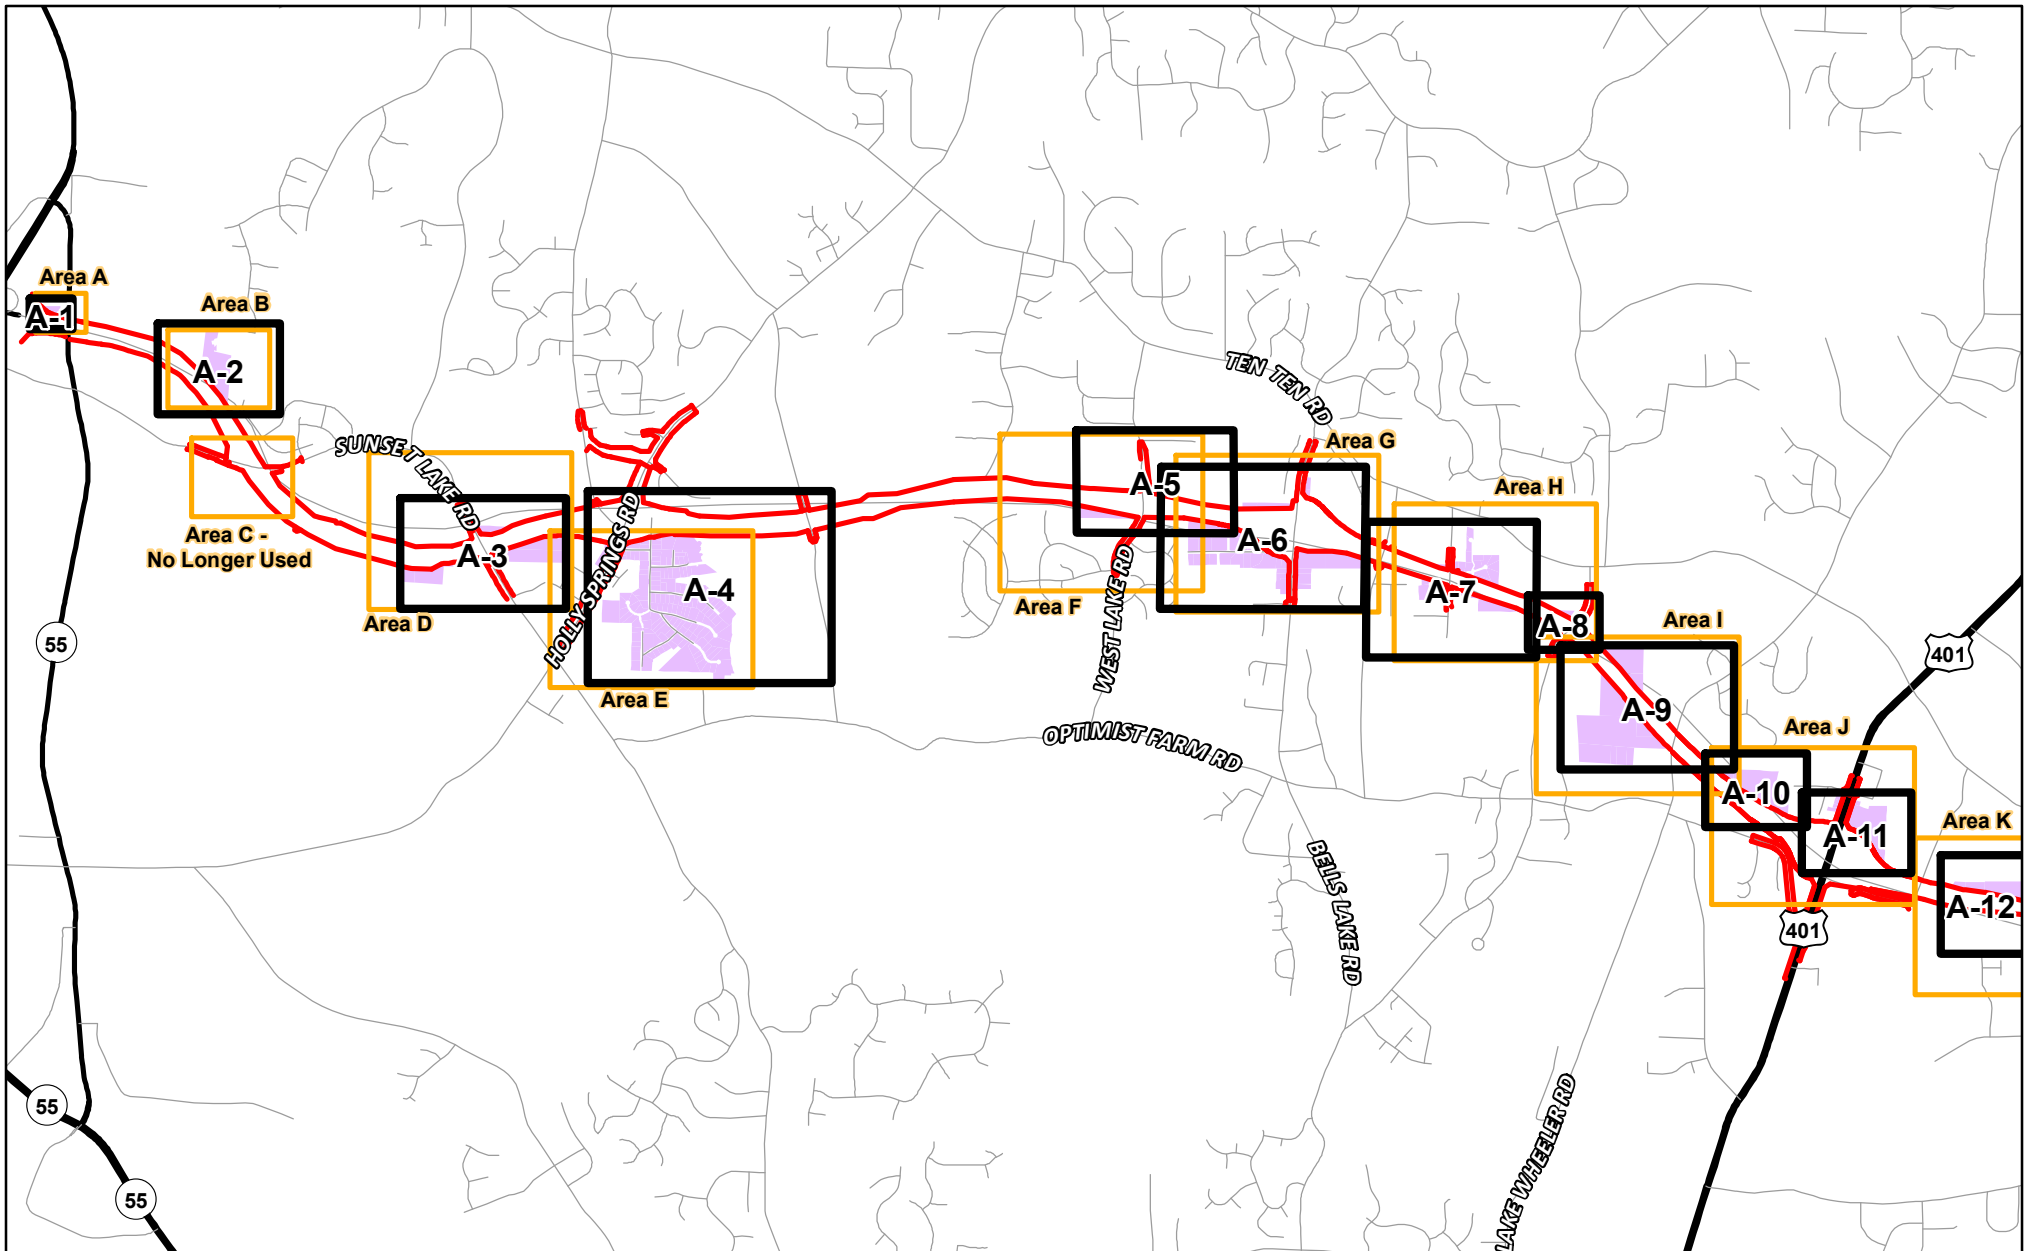 Area A
A-1
Area B
A-2
Area C -
No Longer Used
SUNSET LAKE RD
A-3
Area D
HOLLY SPRINGS RD
A-4
Area E
TEN TEN RD
Area G
A-5
A-6
Area F
WEST LAKE RD
Area H
A-7
A-8
Area I
A-9
OPTIMIST FARM RD
Area J
A-10
A-11
Area K
A-12
BELLS LAKE RD
LAKE WHEELER RD
401
401
55
55
55